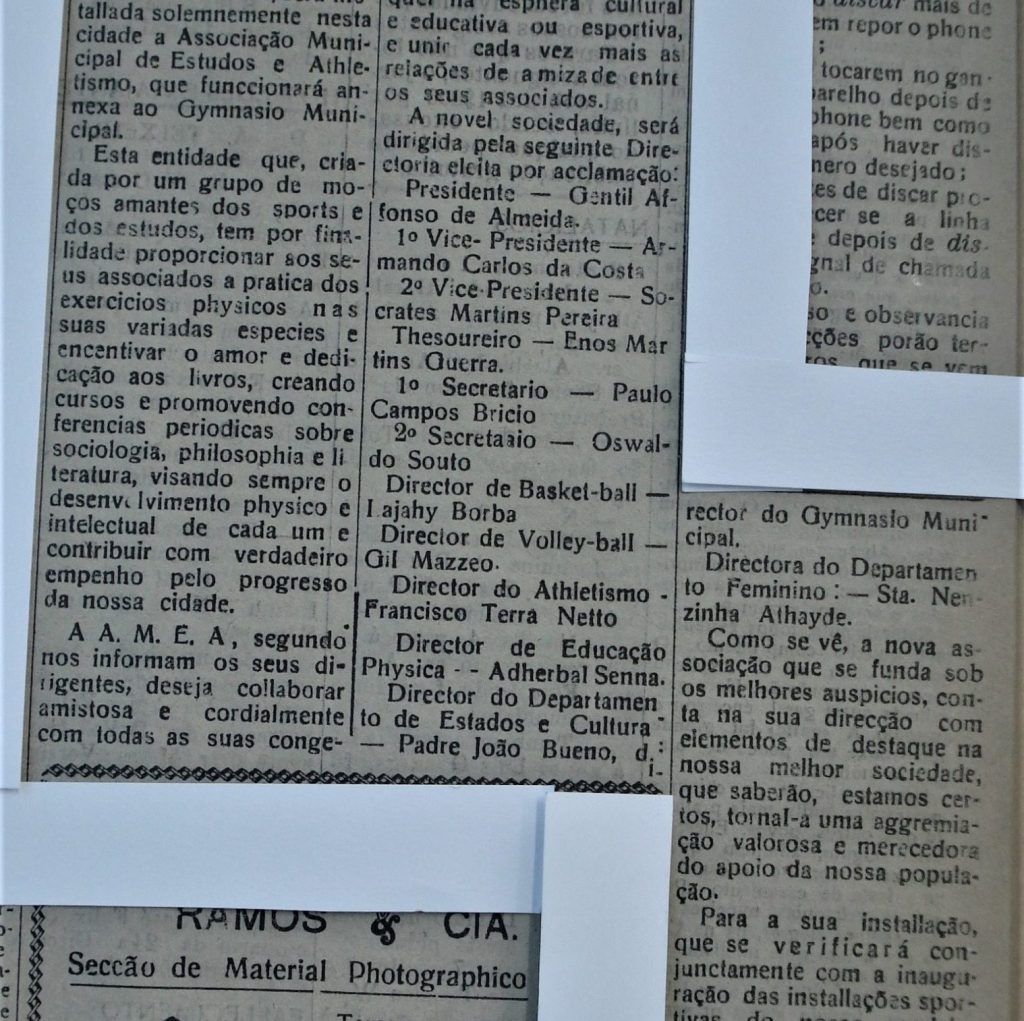 tallada solemnemente nesta
cidade a Associação Muni-
cipal de Estudos e Athle-
tismo, que funccionará an-
nexa ao Gymnasio Muni-
cipal.
Esta entidade que, cria-
da por um grupo de mo-
ços amantes dos sports e
dos estudos, tem por fina-
lidade proporcionar aos se-
us associados a pratica dos
exercicios physicos nas
suas variadas especies e
encentivar o amor e dedi-
cação aos livros, creando
cursos e promovendo con-
ferencias periodicas sobre
sociologia, philosophia e li
teratura, visando sempre o
desenvolvimento physico e
intelectual de cada um e
contribuir com verdadeiro
empenho pelo progresso
da nossa cidade.
A A. M. E. A, segundo
nos informam os seus di-
rigentes, deseja collaborar
amistosa e cordialmente
com todas as suas conge-
quer na esphera cultural
e educativa ou esportiva,
e unir cada vez mais as
relações de amizade entre
os seus associados.
A novel sociedade, será
dirigida pela seguinte Dire-
ctoria eleita por acclamação:
Presidente — Gentil Af-
fonso de Almeida.
1º Vice- Presidente — Ar-
mando Carlos da Costa
2º Vice-Presidente — So-
crates Martins Pereira
Thesoureiro — Enos Mar
tins Guerra.
1º Secretario — Paulo
Campos Bricio
2º Secretaaio — Oswal-
do Souto
Director de Basket-ball —
Lajahy Borba
Director de Volley-ball —
Gil Mazzeo.
Director do Athletismo -
Francisco Terra Netto
Director de Educação
Physica - - Adherbal Senna.
Director do Departamen
to de Estados e Cultura
— Padre João Bueno, d.
i-
rector do Gymnasio Muni-
cipal.
Directora do Departamen
to Feminino: — Sta. Nen-
zinha Athayde.
Como se vê, a nova as-
sociação que se funda sob
os melhores auspicios, con-
ta na sua direcção com
elementos de destaque na
nossa melhor sociedade,
que saberão, estamos cer-
tos, tornal-a uma aggremia-
ção valorosa e merecedora
do apoio da nossa popula-
ção.
Para a sua installação,
que se verificará con-
junctamente com a inaugu-
ração das installações spor-
discar mais de
em repor o phone
;
tocarem no gan-
parelho depois de
phone bem como
após haver dis-
mero desejado;
es de discar pro-
cer se a linha
depois de dis-
gnal de chamada
o.
so e observancia
cções porão ter-
que se vem
RAMOS & CIA.
Seccão de Material Photographico